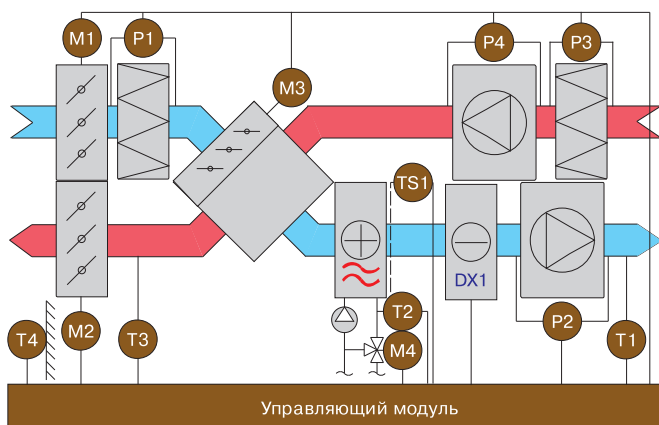 M1
P1
P4
P3
M3
TS1
DX1
T2
P2
T4
M2
T3
M4
T1
Управляющий модуль